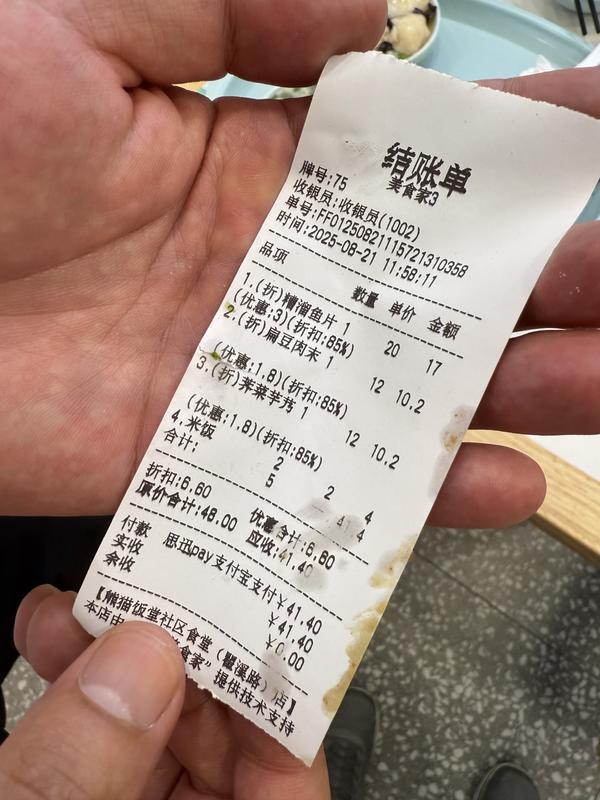 结账单
美食家3
牌号:75
收银员:收银员(1002)
单号:FF01250821115721310358
时间:2025-08-21 11:58:11
品项 数量 单价 金额
1.(折)糟溜鱼片 1 20 17
(优惠:3)(折扣:85%)
2.(折)扁豆肉末 1 12 10.2
(优惠:1.8)(折扣:85%)
3.(折)荠菜芋艿 1 12 10.2
(优惠:1.8)(折扣:85%)
4.米饭 2 2 4
合计: 5 41.4
折扣:6.60 优惠合计:6.60
原价合计:48.00 应收:41.40
付款 思迅pay支付宝支付¥41.40
实收 ¥41.40
余收 ¥0.00
【熊猫饭堂社区食堂(瞿溪路)店】
本店由 食家"提供技术支持